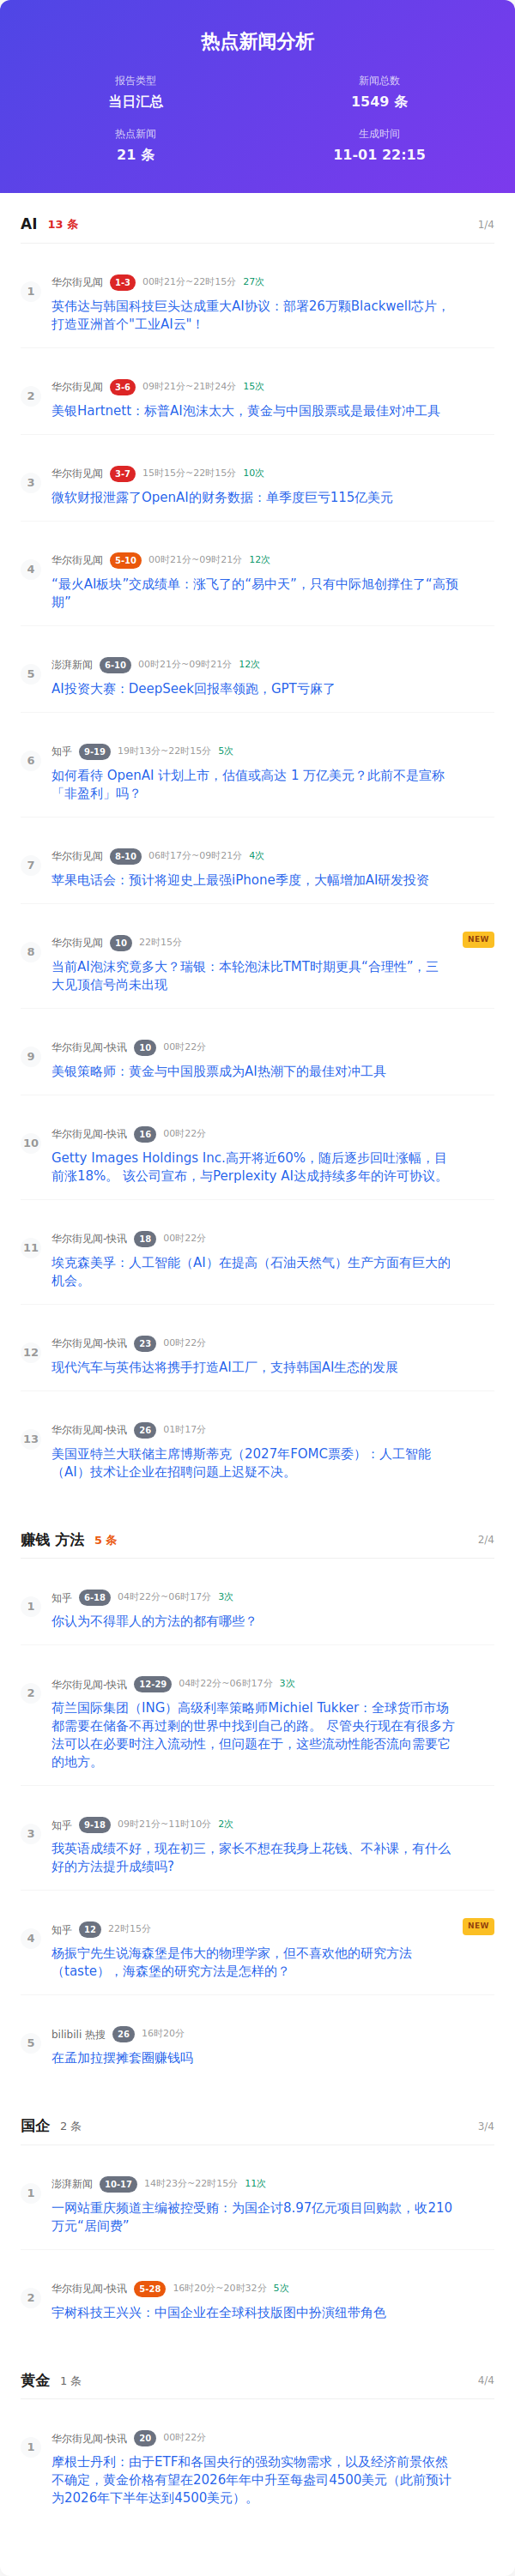 热点新闻分析
报告类型
新闻总数
当日汇总
1549 条
热点新闻
生成时间
21 条
11-01 22:15
AI 13 条 1/4
1 华尔街见闻 1-3 00时21分~22时15分 27次
英伟达与韩国科技巨头达成重大AI协议：部署26万颗Blackwell芯片，
打造亚洲首个"工业AI云"！
2 华尔街见闻 3-6 09时21分~21时24分 15次
美银Hartnett：标普AI泡沫太大，黄金与中国股票或是最佳对冲工具
3 华尔街见闻 3-7 15时15分~22时15分 10次
微软财报泄露了OpenAI的财务数据：单季度巨亏115亿美元
4 华尔街见闻 5-10 00时21分~09时21分 12次
“最火AI板块”交成绩单：涨飞了的“易中天”，只有中际旭创撑住了“高预
期”
5 澎湃新闻 6-10 00时21分~09时21分 12次
AI投资大赛：DeepSeek回报率领跑，GPT亏麻了
6 知乎 9-19 19时13分~22时15分 5次
如何看待 OpenAI 计划上市，估值或高达 1 万亿美元？此前不是宣称
「非盈利」吗？
7 华尔街见闻 8-10 06时17分~09时21分 4次
苹果电话会：预计将迎史上最强iPhone季度，大幅增加AI研发投资
8 华尔街见闻 10 22时15分 NEW
当前AI泡沫究竟多大？瑞银：本轮泡沫比TMT时期更具“合理性”，三
大见顶信号尚未出现
9 华尔街见闻-快讯 10 00时22分
美银策略师：黄金与中国股票成为AI热潮下的最佳对冲工具
10 华尔街见闻-快讯 16 00时22分
Getty Images Holdings Inc.高开将近60%，随后逐步回吐涨幅，目
前涨18%。 该公司宣布，与Perplexity AI达成持续多年的许可协议。
11 华尔街见闻-快讯 18 00时22分
埃克森美孚：人工智能（AI）在提高（石油天然气）生产方面有巨大的
机会。
12 华尔街见闻-快讯 23 00时22分
现代汽车与英伟达将携手打造AI工厂，支持韩国AI生态的发展
13 华尔街见闻-快讯 26 01时17分
美国亚特兰大联储主席博斯蒂克（2027年FOMC票委）：人工智能
（AI）技术让企业在招聘问题上迟疑不决。
赚钱 方法 5 条 2/4
1 知乎 6-18 04时22分~06时17分 3次
你认为不得罪人的方法的都有哪些？
2 华尔街见闻-快讯 12-29 04时22分~06时17分 3次
荷兰国际集团（ING）高级利率策略师Michiel Tukker：全球货币市场
都需要在储备不再过剩的世界中找到自己的路。 尽管央行现在有很多方
法可以在必要时注入流动性，但问题在于，这些流动性能否流向需要它
的地方。
3 知乎 9-18 09时21分~11时10分 2次
我英语成绩不好，现在初三，家长不想在我身上花钱、不补课，有什么
好的方法提升成绩吗?
4 知乎 12 22时15分 NEW
杨振宁先生说海森堡是伟大的物理学家，但不喜欢他的研究方法
（taste），海森堡的研究方法是怎样的？
5 bilibili 热搜 26 16时20分
在孟加拉摆摊套圈赚钱吗
国企 2 条 3/4
1 澎湃新闻 10-17 14时23分~22时15分 11次
一网站重庆频道主编被控受贿：为国企讨8.97亿元项目回购款，收210
万元“居间费”
2 华尔街见闻-快讯 5-28 16时20分~20时32分 5次
宇树科技王兴兴：中国企业在全球科技版图中扮演纽带角色
黄金 1 条 4/4
1 华尔街见闻-快讯 20 00时22分
摩根士丹利：由于ETF和各国央行的强劲实物需求，以及经济前景依然
不确定，黄金价格有望在2026年年中升至每盎司4500美元（此前预计
为2026年下半年达到4500美元）。